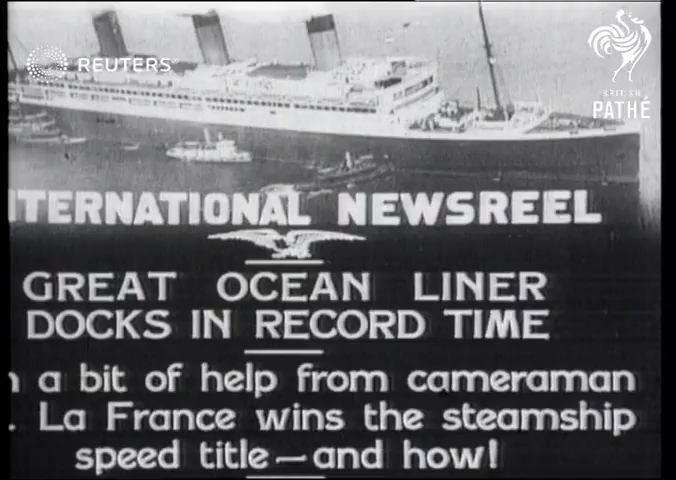 REUTERS
BRITISH
PATHÉ
NTERNATIONAL NEWSREEL
GREAT OCEAN LINER
DOCKS IN RECORD TIME
a bit of help from cameraman
. La France wins the steamship
speed title — and how!